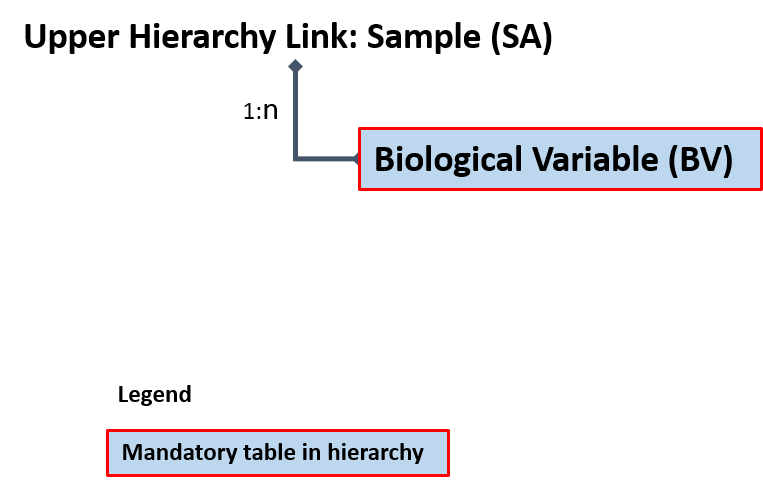 Upper Hierarchy Link: Sample (SA)
1:n
Biological Variable (BV)
Legend
Mandatory table in hierarchy